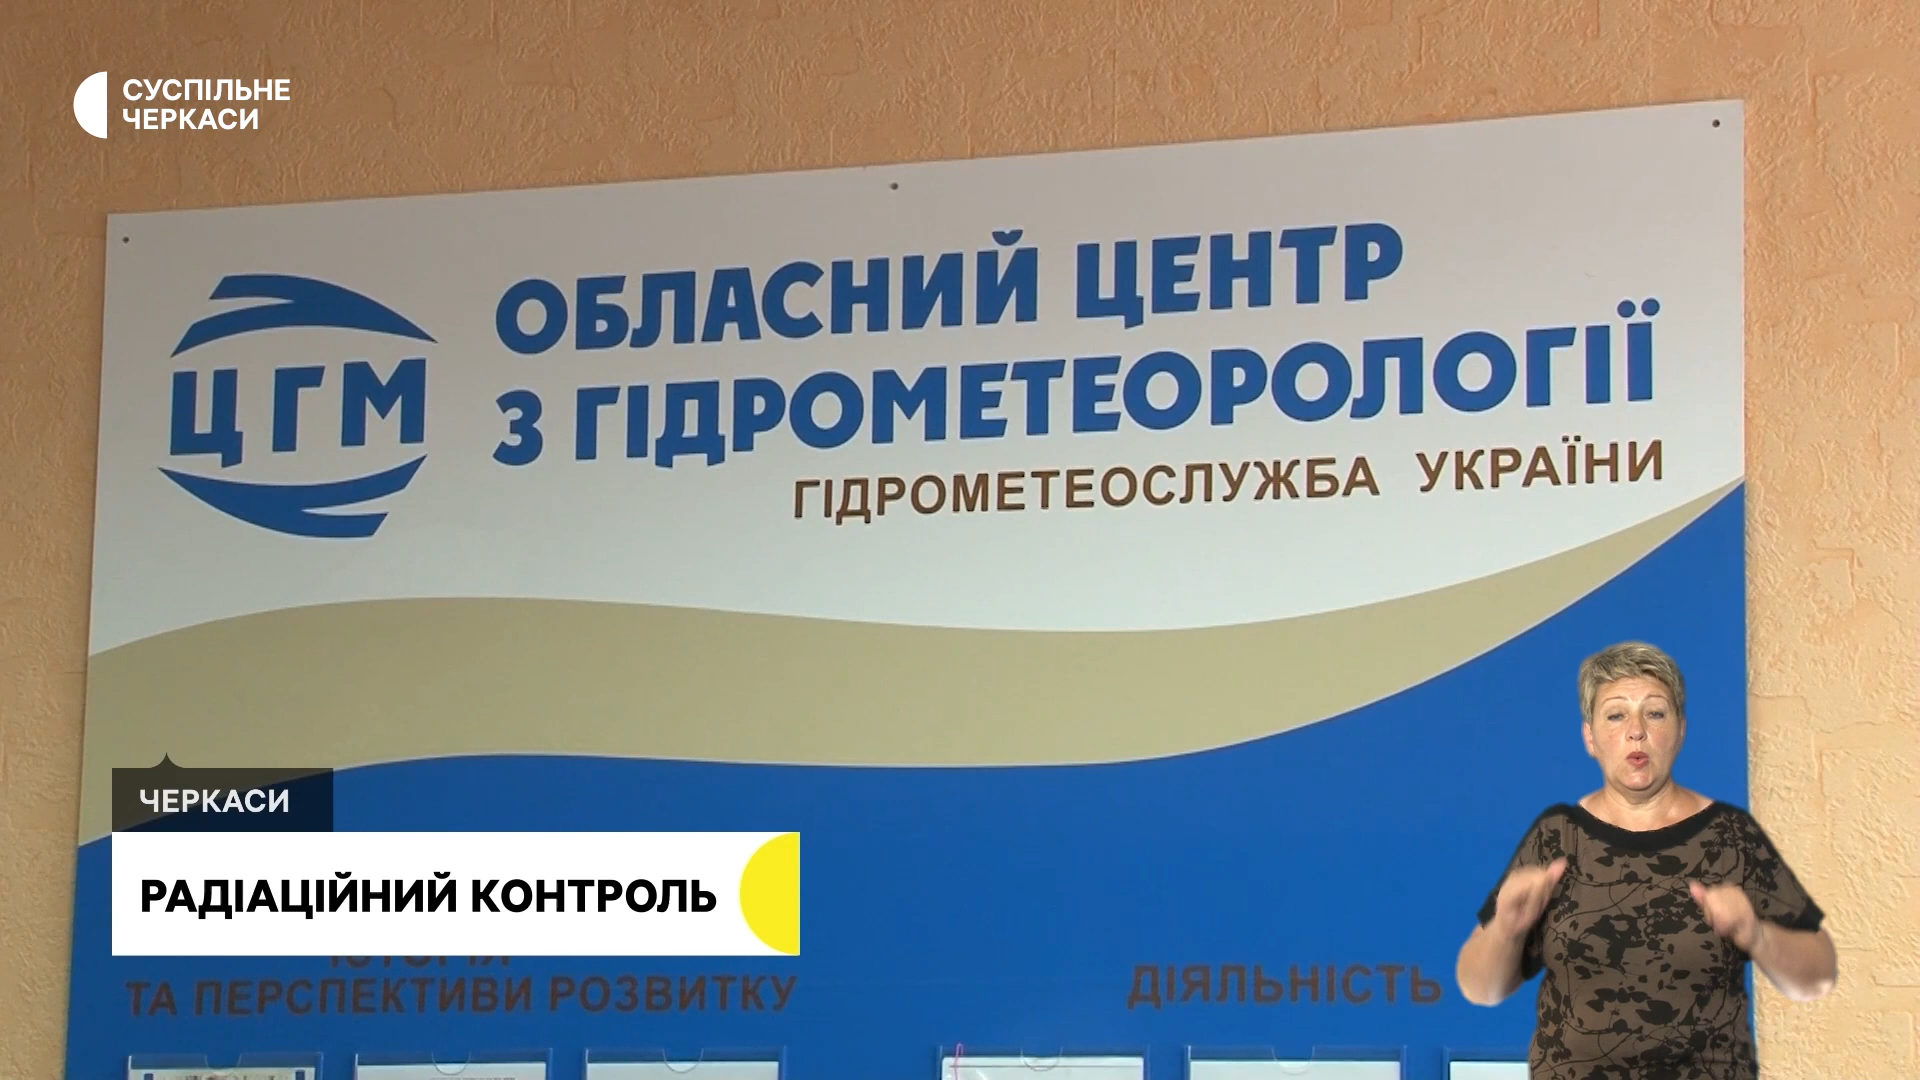 СУСПІЛЬНЕ
ЧЕРКАСИ
ЦГМ
ОБЛАСНИЙ ЦЕНТР
З ГІДРОМЕТЕОРОЛОГІЇ
ГІДРОМЕТЕОСЛУЖБА УКРАЇНИ
ЧЕРКАСИ
РАДІАЦІЙНИЙ КОНТРОЛЬ
ТА ПЕРСПЕКТИВИ РОЗВИТКУ
ДІЯЛЬНІСТЬ